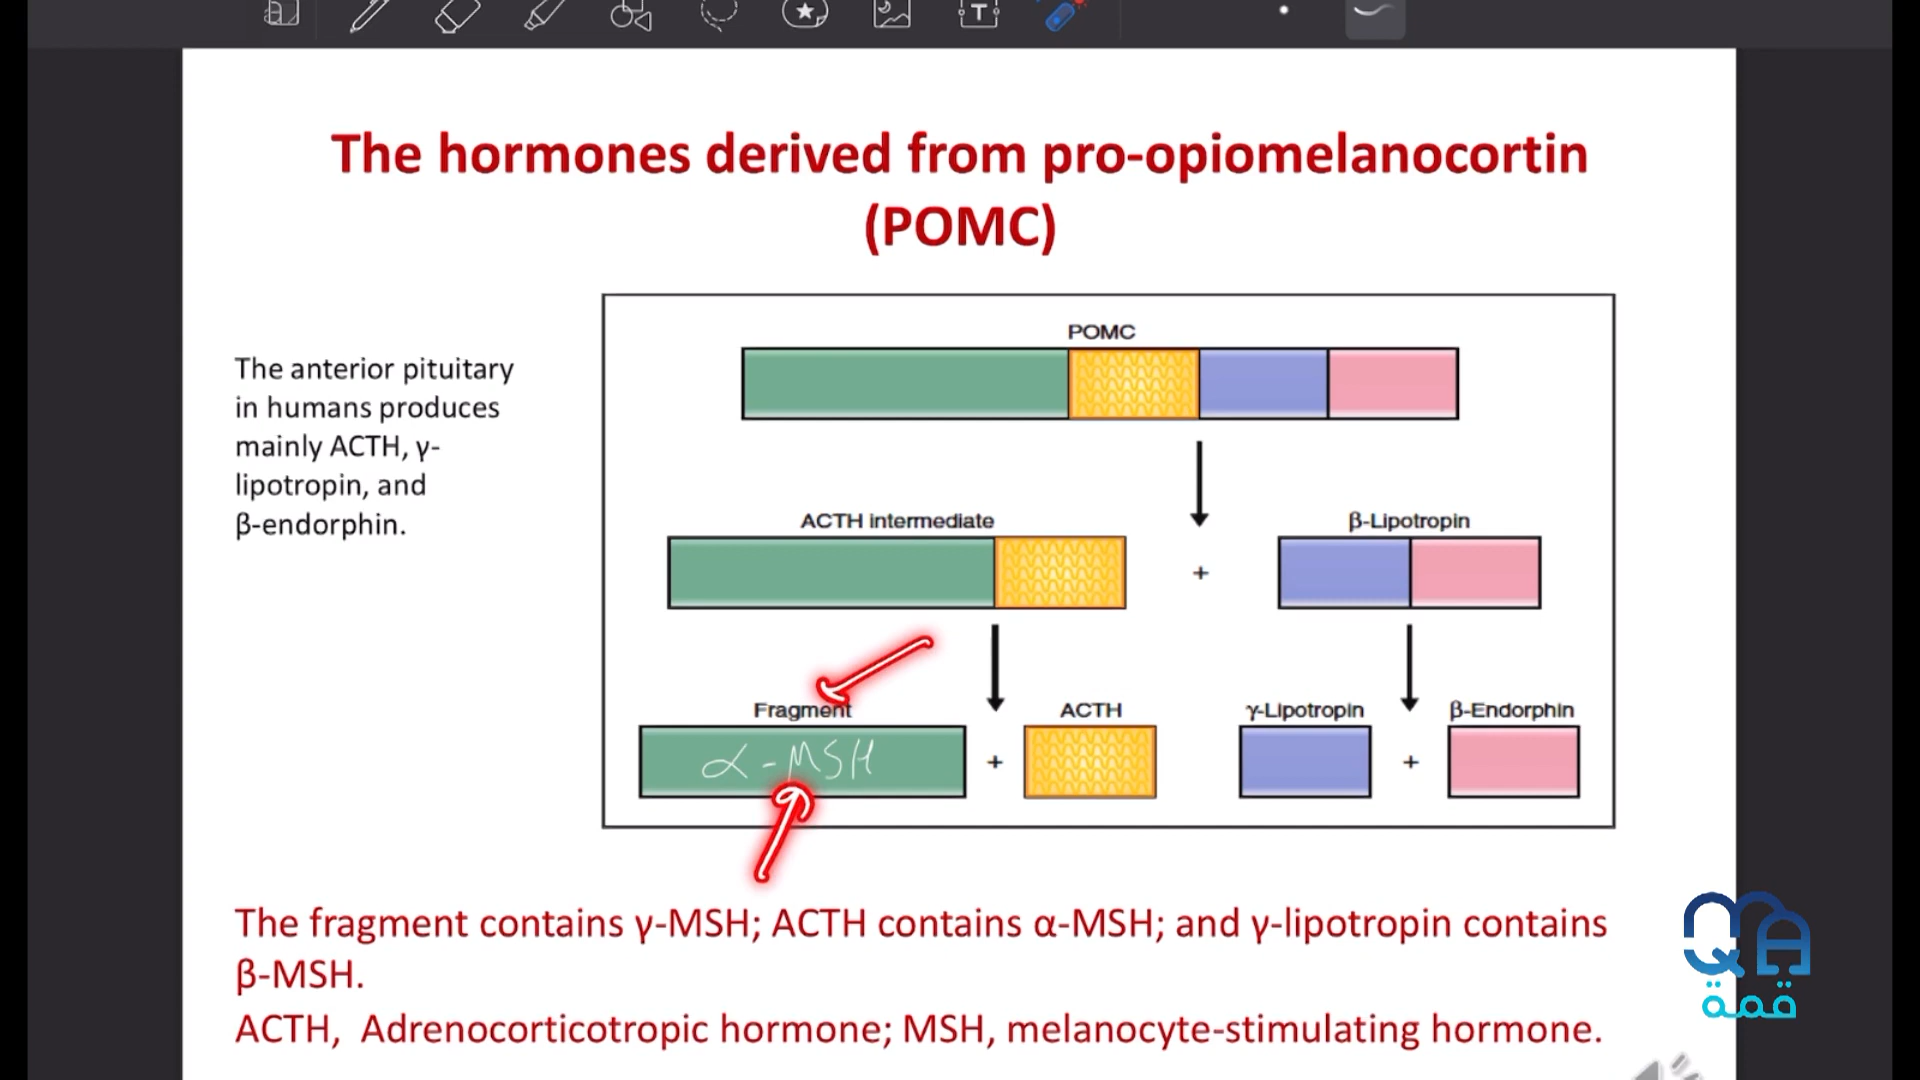 The hormones derived from pro-opiomelanocortin
(POMC)
The anterior pituitary
in humans produces
mainly ACTH, γ-
lipotropin, and
β-endorphin.
POMC
ACTH intermediate
β-Lipotropin
+
Fragment
ACTH
γ-Lipotropin
β-Endorphin
α-MSH
+
+
The fragment contains γ-MSH; ACTH contains α-MSH; and γ-lipotropin contains
β-MSH.
ACTH, Adrenocorticotropic hormone; MSH, melanocyte-stimulating hormone.
QMA
قمة